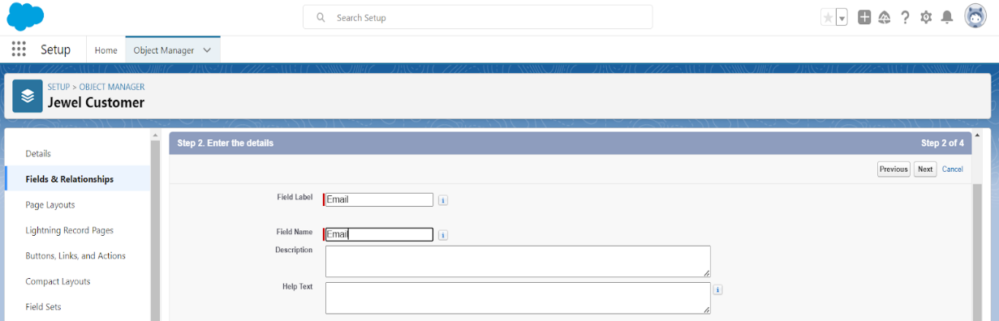 Search Setup
Setup
Home
Object Manager
SETUP > OBJECT MANAGER
Jewel Customer
Details
Fields & Relationships
Page Layouts
Lightning Record Pages
Buttons, Links, and Actions
Compact Layouts
Field Sets
Step 2. Enter the details
Step 2 of 4
Previous
Next
Cancel
Field Label
Email
i
Field Name
Email
i
Description
Help Text
i